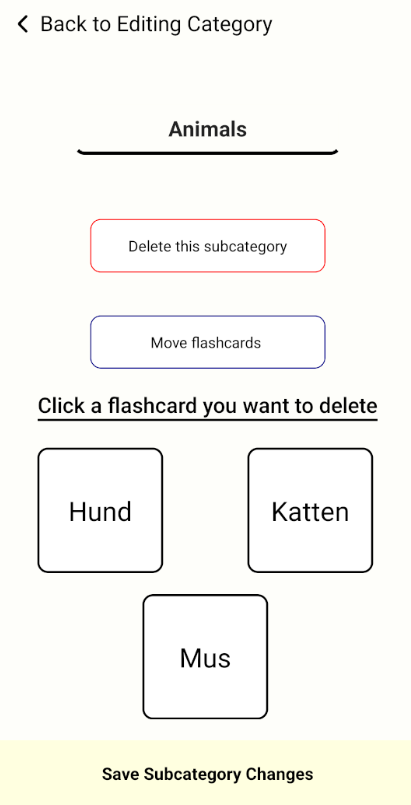 Back to Editing Category
Animals
Delete this subcategory
Move flashcards
Click a flashcard you want to delete
Hund
Katten
Mus
Save Subcategory Changes